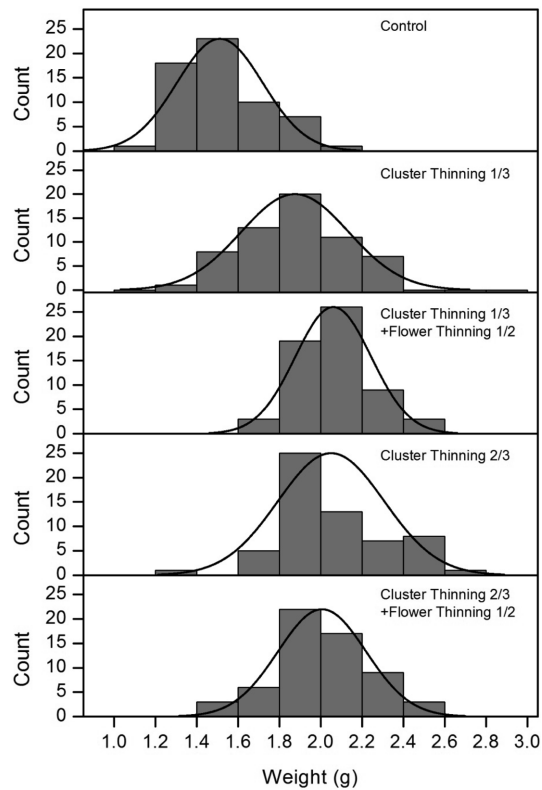 Control
25
20
15
10
5
0
Count
Cluster Thinning 1/3
25
20
15
10
5
0
Count
Cluster Thinning 1/3
+Flower Thinning 1/2
25
20
15
10
5
0
Count
Cluster Thinning 2/3
25
20
15
10
5
0
Count
Cluster Thinning 2/3
+Flower Thinning 1/2
25
20
15
10
5
0
Count
1.0 1.2 1.4 1.6 1.8 2.0 2.2 2.4 2.6 2.8 3.0
Weight (g)